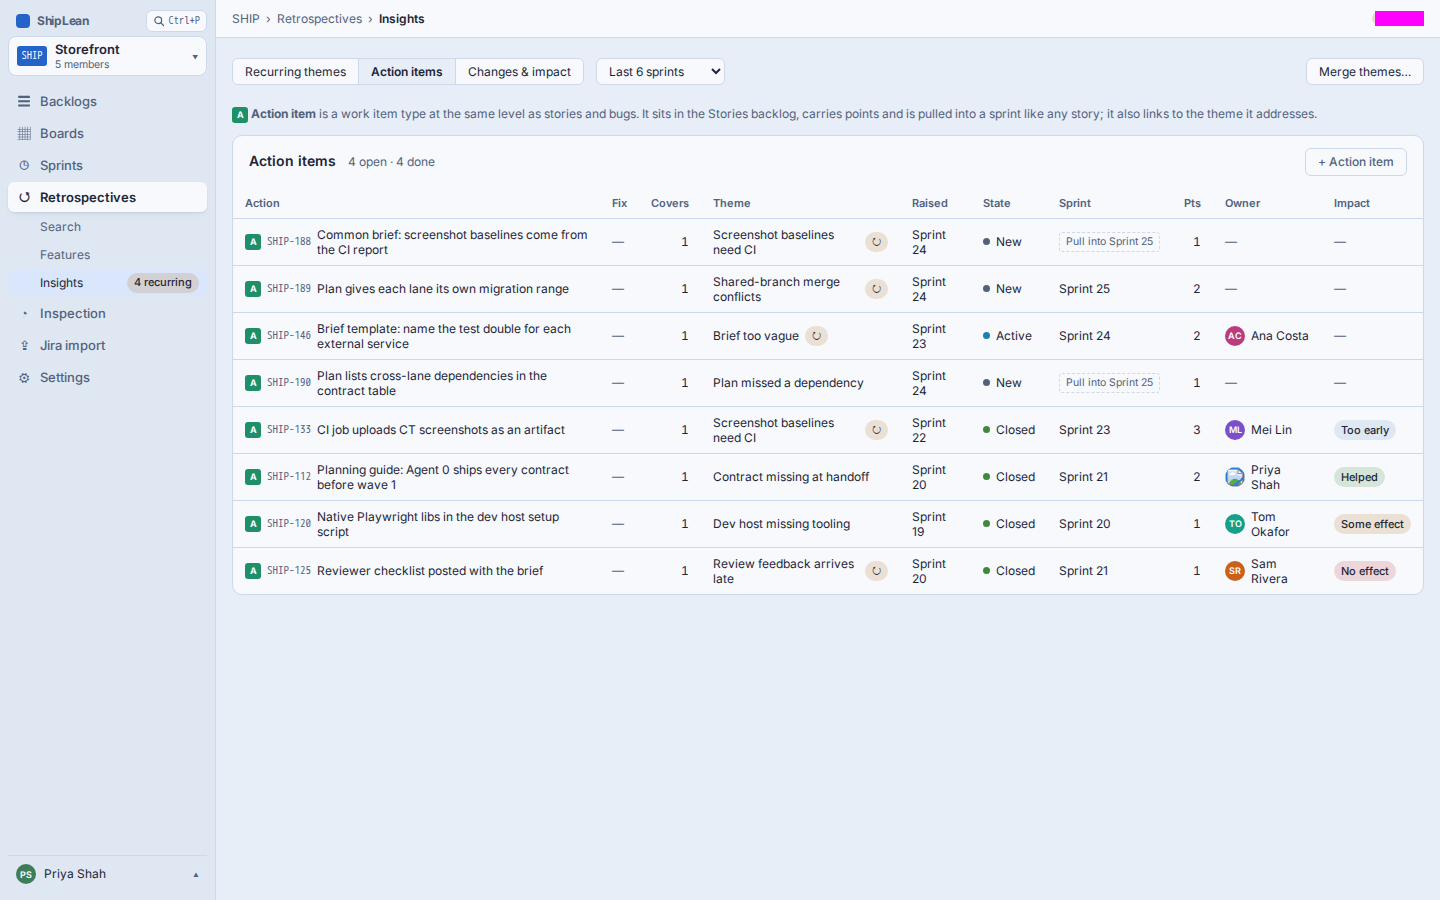 ShipLean
Ctrl+P
SHIP
Storefront
5 members
Backlogs
Boards
Sprints
Retrospectives
Search
Features
Insights
4 recurring
Inspection
Jira import
Settings
PS
Priya Shah
SHIP › Retrospectives › Insights
Recurring themes
Action items
Changes & impact
Last 6 sprints
Merge themes...
A Action item is a work item type at the same level as stories and bugs. It sits in the Stories backlog, carries points and is pulled into a sprint like any story; it also links to the theme it addresses.
Action items 4 open · 4 done
+ Action item
Action Fix Covers Theme Raised State Sprint Pts Owner Impact
A SHIP-188 Common brief: screenshot baselines come from — 1 Screenshot baselines Sprint New Pull into Sprint 25 1 — —
the CI report need CI 24
A SHIP-189 Plan gives each lane its own migration range — 1 Shared-branch merge Sprint New Sprint 25 2 — —
conflicts 24
A SHIP-146 Brief template: name the test double for each — 1 Brief too vague Sprint Active Sprint 24 2 AC Ana Costa —
external service 23
A SHIP-190 Plan lists cross-lane dependencies in the — 1 Plan missed a dependency Sprint New Pull into Sprint 25 1 — —
contract table 24
A SHIP-133 CI job uploads CT screenshots as an artifact — 1 Screenshot baselines Sprint Closed Sprint 23 3 ML Mei Lin Too early
need CI 22
A SHIP-112 Planning guide: Agent 0 ships every contract — 1 Contract missing at handoff Sprint Closed Sprint 21 2 Priya Helped
before wave 1 20 Shah
A SHIP-120 Native Playwright libs in the dev host setup — 1 Dev host missing tooling Sprint Closed Sprint 20 1 TO Tom Some effect
script 19 Okafor
A SHIP-125 Reviewer checklist posted with the brief — 1 Review feedback arrives Sprint Closed Sprint 21 1 SR Sam No effect
late 20 Rivera